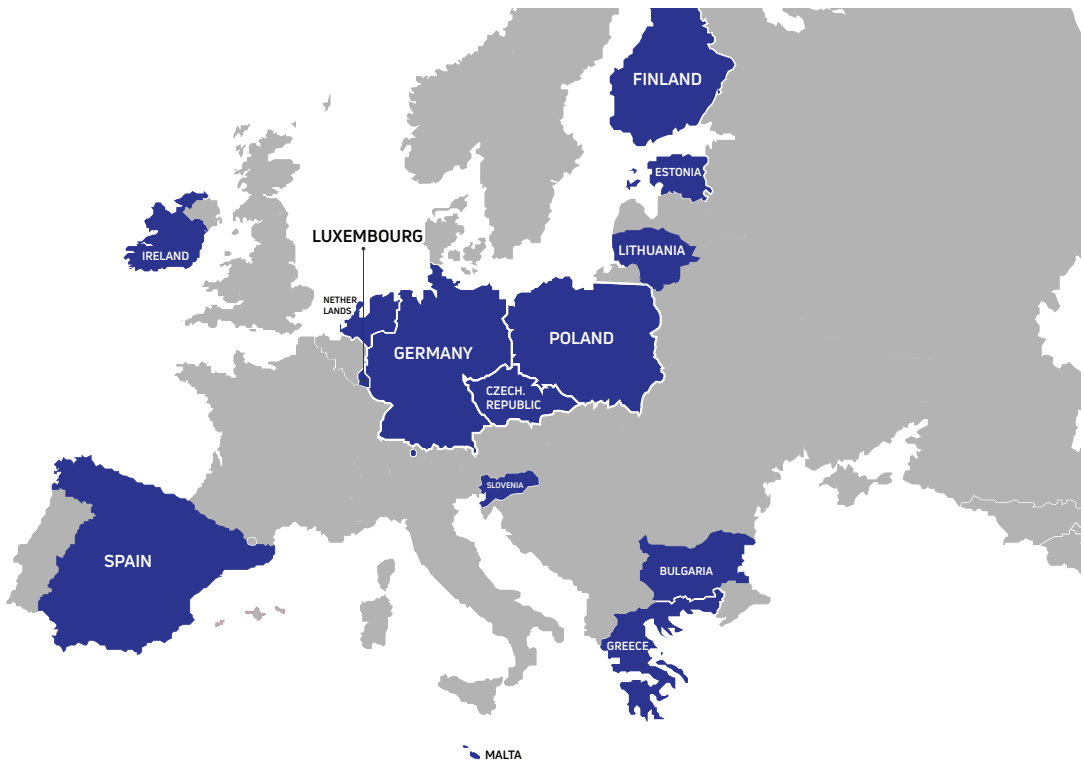 FINLAND
ESTONIA
LUXEMBOURG
IRELAND
LITHUANIA
NETHER
LANDS
POLAND
GERMANY
CZECH.
REPUBLIC
SLOVENIA
SPAIN
BULGARIA
GREECE
MALTA